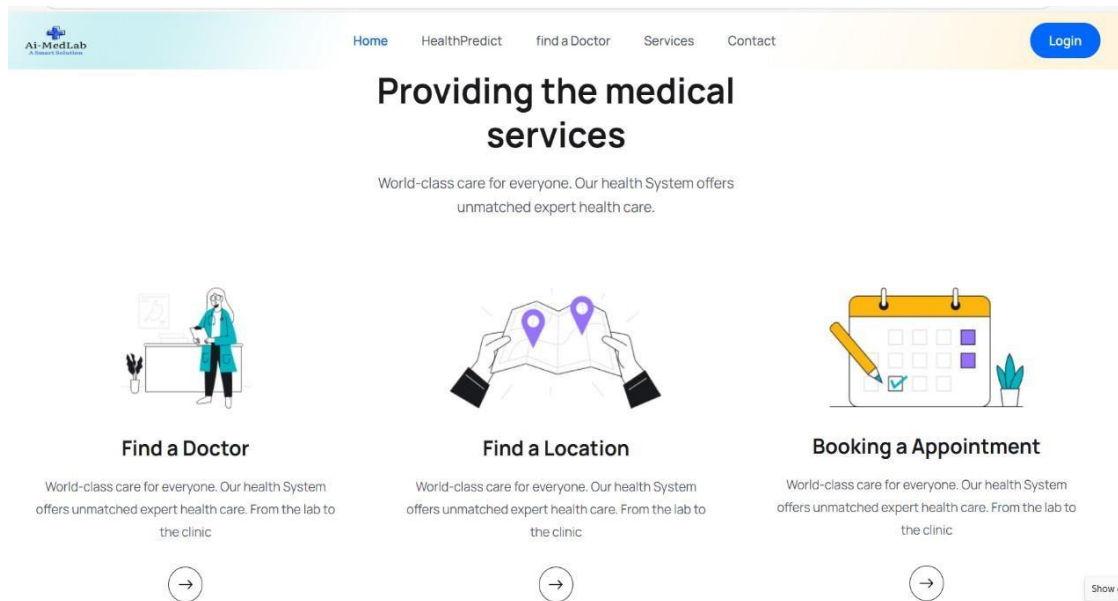 Ai-MedLab
A Smart Solution
Home HealthPredict find a Doctor Services Contact
Login
Providing the medical
services
World-class care for everyone. Our health System offers
unmatched expert health care.
Find a Doctor
World-class care for everyone. Our health System
offers unmatched expert health care. From the lab to
the clinic
Find a Location
World-class care for everyone. Our health System
offers unmatched expert health care. From the lab to
the clinic
Booking a Appointment
World-class care for everyone. Our health System
offers unmatched expert health care. From the lab to
the clinic
Show